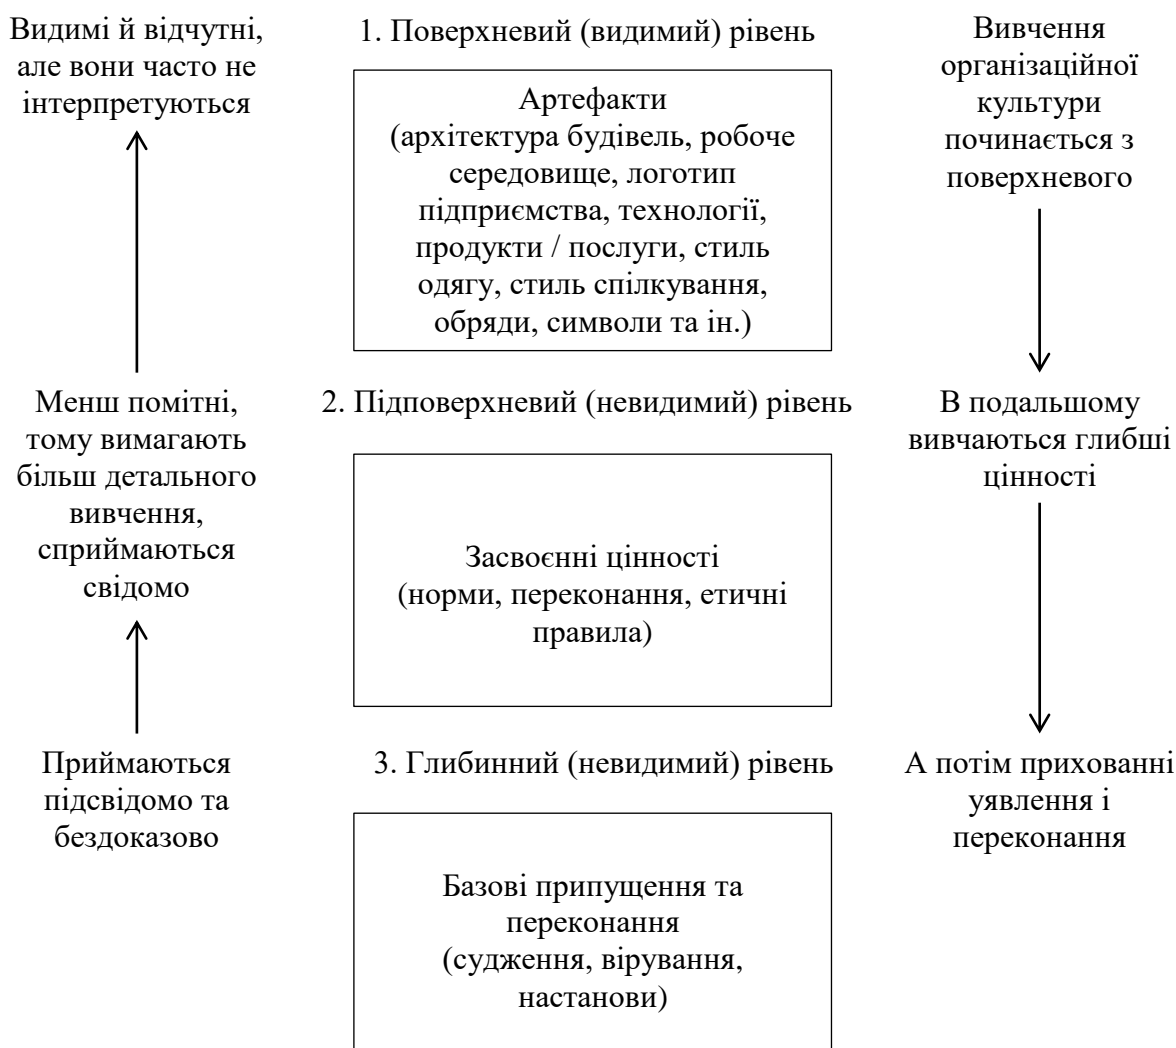 Видимі й відчутні,
але вони часто не
інтерпретуються
1. Поверхневий (видимий) рівень
Артефакти
(архітектура будівель, робоче
середовище, логотип
підприємства, технології,
продукти / послуги, стиль
одягу, стиль спілкування,
обряди, символи та ін.)
Вивчення
організаційної
культури
починається з
поверхневого
Менш помітні,
тому вимагають
більш детального
вивчення,
сприймаються
свідомо
2. Підповерхневий (невидимий) рівень
Засвоєнні цінності
(норми, переконання, етичні
правила)
В подальшому
вивчаються глибші
цінності
Приймаються
підсвідомо та
бездоказово
3. Глибинний (невидимий) рівень
Базові припущення та
переконання
(судження, вірування,
настанови)
А потім прихованні
уявлення і
переконання